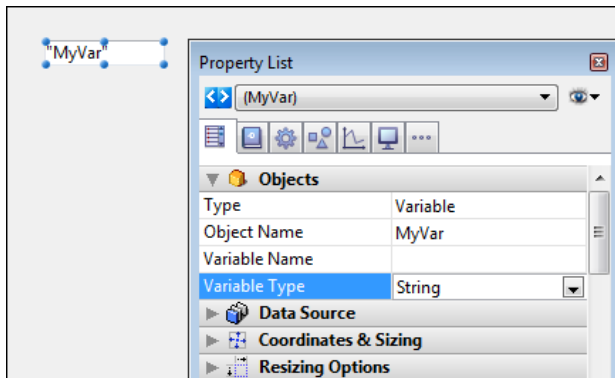 "MyVar"
Property List
(MyVar)
Objects
Type Variable
Object Name MyVar
Variable Name
Variable Type String
Data Source
Coordinates & Sizing
Resizing Options